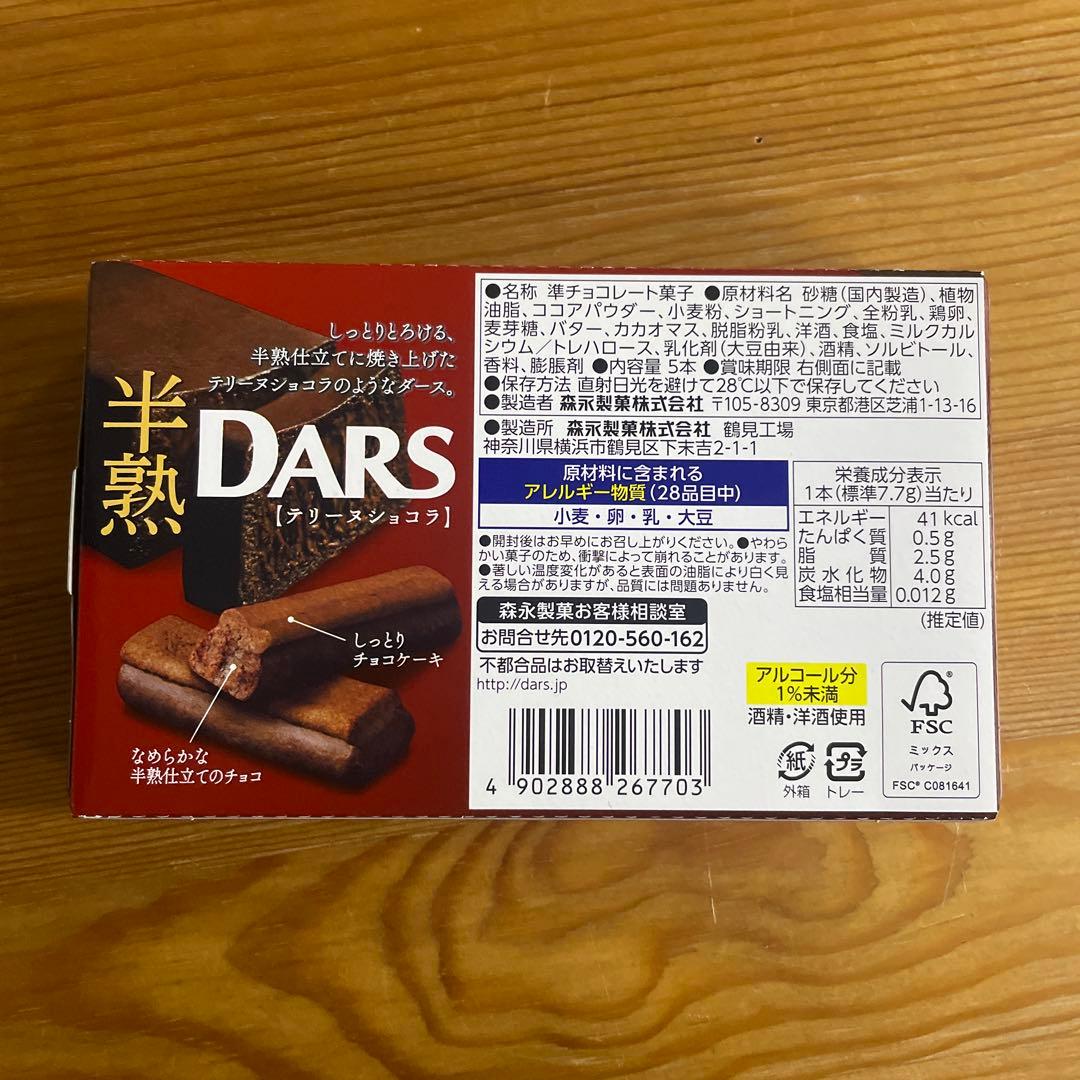 しっとりとろける、
半熟仕立てに焼き上げた
テリーヌショコラのようなダース。
半熟
DARS
【テリーヌショコラ】
しっとり
チョコケーキ
なめらかな
半熟仕立てのチョコ
●名称 準チョコレート菓子 ●原材料名 砂糖(国内製造)、植物
油脂、ココアパウダー、小麦粉、ショートニング、全粉乳、鶏卵、
麦芽糖、バター、カカオマス、脱脂粉乳、洋酒、食塩、ミルクカル
シウム／トレハロース、乳化剤(大豆由来)、酒精、ソルビトール、
香料、膨脹剤 ●内容量 5本 ●賞味期限 右側面に記載
●保存方法 直射日光を避けて28℃以下で保存してください
●製造者 森永製菓株式会社 〒105-8309 東京都港区芝浦1-13-16
●製造所 森永製菓株式会社 鶴見工場
神奈川県横浜市鶴見区下末吉2-1-1
原材料に含まれる
アレルギー物質(28品目中)
小麦・卵・乳・大豆
●開封後はお早めにお召し上がりください。●やわら
かい菓子のため、衝撃によって崩れることがあります。
●著しい温度変化があると表面の油脂により白く見
える場合がありますが、品質には問題ありません。
森永製菓お客様相談室
お問合せ先0120-560-162
不都合品はお取替えいたします
http://dars.jp
4 902888 267703
栄養成分表示
1本(標準7.7g)当たり
エネルギー 41kcal
たんぱく質 0.5g
脂質 2.5g
炭水化物 4.0g
食塩相当量 0.012g
(推定値)
アルコール分
1%未満
酒精・洋酒使用
紙
外箱
プラ
トレー
FSC
ミックス
パッケージ
FSC® C081641